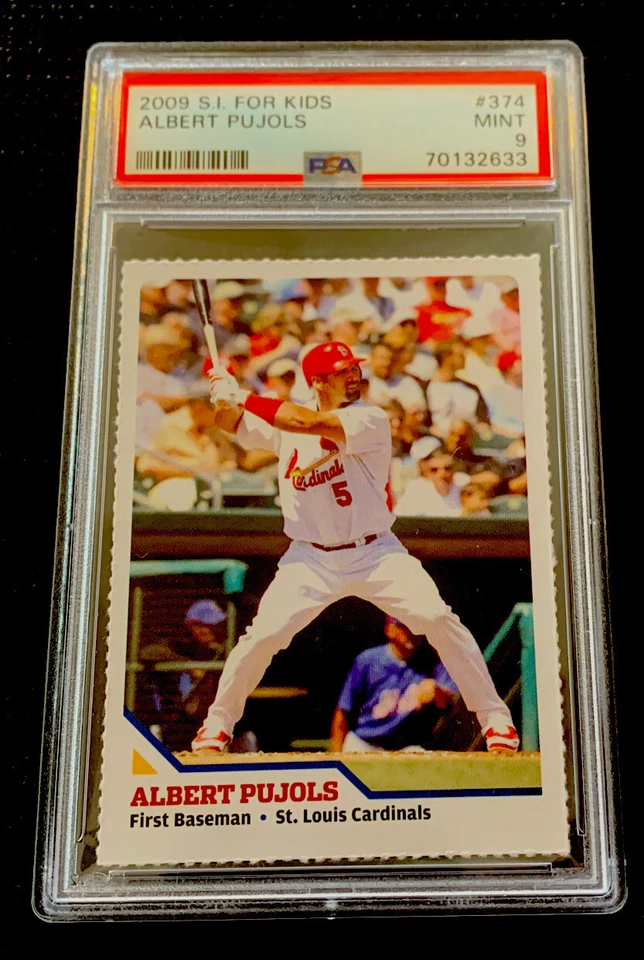 2009 S.I. FOR KIDS #374
ALBERT PUJOLS MINT
9
PSA 70132633
Cardinals
5
ALBERT PUJOLS
First Baseman • St. Louis Cardinals